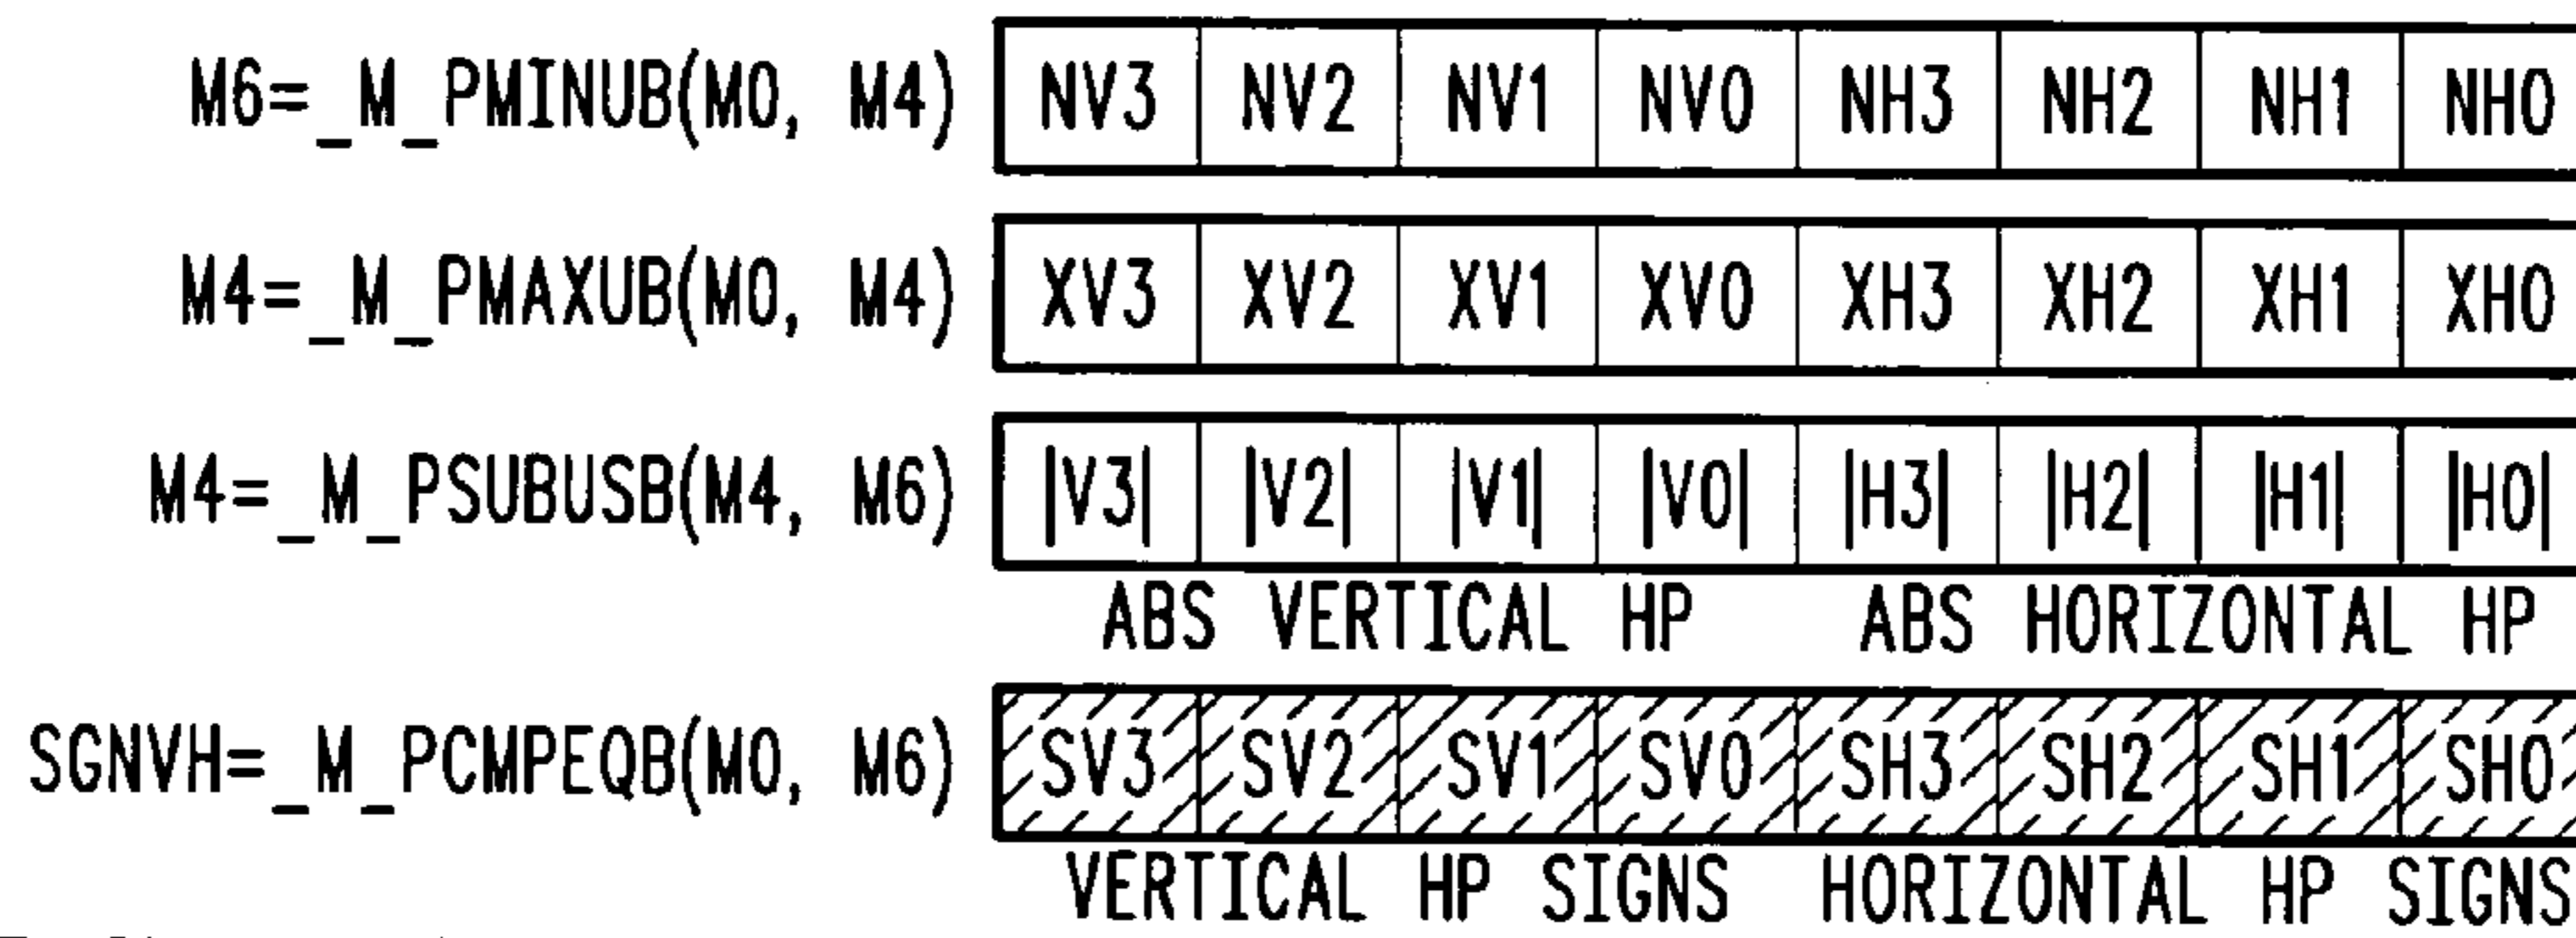 M6=_M_PMINUB(M0, M4) NV3 NV2 NV1 NV0 NH3 NH2 NH1 NH0
M4=_M_PMAXUB(M0, M4) XV3 XV2 XV1 XV0 XH3 XH2 XH1 XH0
M4=_M_PSUBUSB(M4, M6) |V3| |V2| |V1| |V0| |H3| |H2| |H1| |H0|
ABS VERTICAL HP ABS HORIZONTAL HP
SGNVH=_M_PCMPEQB(M0, M6) SV3 SV2 SV1 SV0 SH3 SH2 SH1 SH0
VERTICAL HP SIGNS HORIZONTAL HP SIGNS